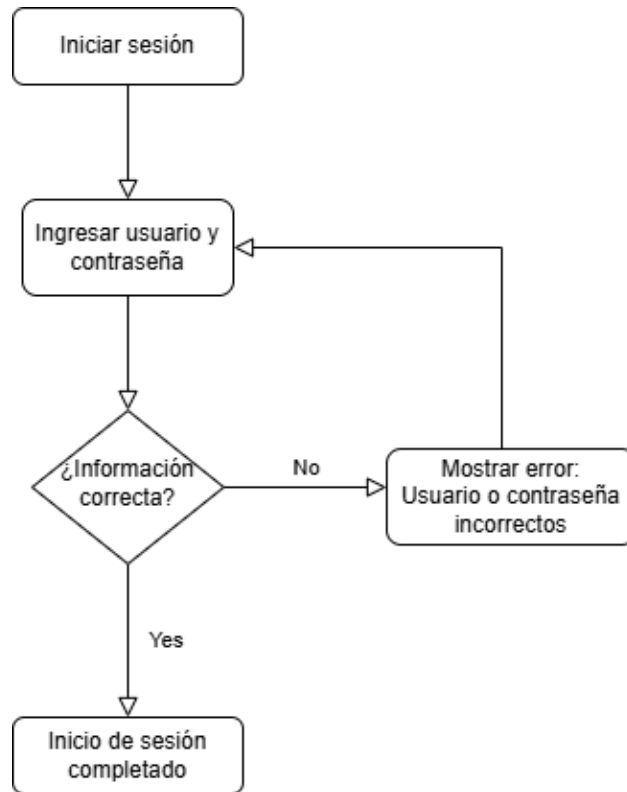 Iniciar sesión
Ingresar usuario y
contraseña
¿Información
correcta?
No
Mostrar error:
Usuario o contraseña
incorrectos
Yes
Inicio de sesión
completado